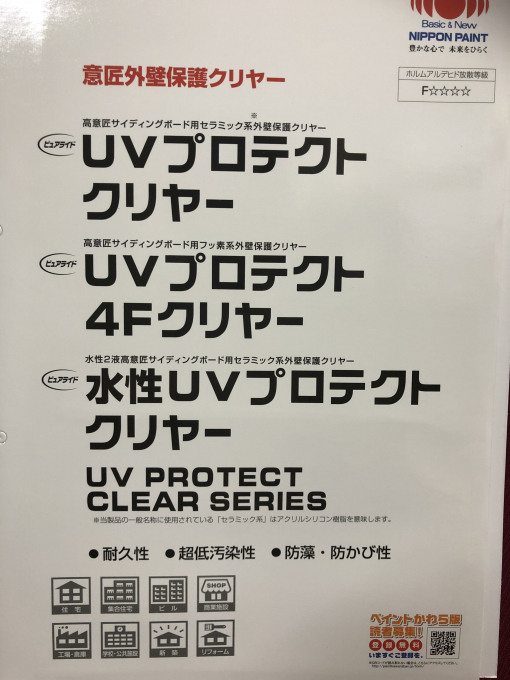 Basic & New
NIPPON PAINT
豊かな心で 未来をひらく
ホルムアルデヒド放散等級
F☆☆☆☆
意匠外壁保護クリヤー
※
高意匠サイディングボード用セラミック系外壁保護クリヤー
ピュアライド
UVプロテクト
クリヤー
高意匠サイディングボード用フッ素系外壁保護クリヤー
ピュアライド
UVプロテクト
4Fクリヤー
水性2液高意匠サイディングボード用セラミック系外壁保護クリヤー
ピュアライド
水性UVプロテクト
クリヤー
UV PROTECT
CLEAR SERIES
※当製品の一般名称に使用されている「セラミック系」はアクリルシリコン樹脂を意味します。
●耐久性 ●超低汚染性 ●防藻・防かび性
住宅
集合住宅
ビル
SHOP
商業施設
工場・倉庫
学校・公共施設
新築
リフォーム
ペイントかわら版
読者募集!!
登録無料
いますぐご登録を。